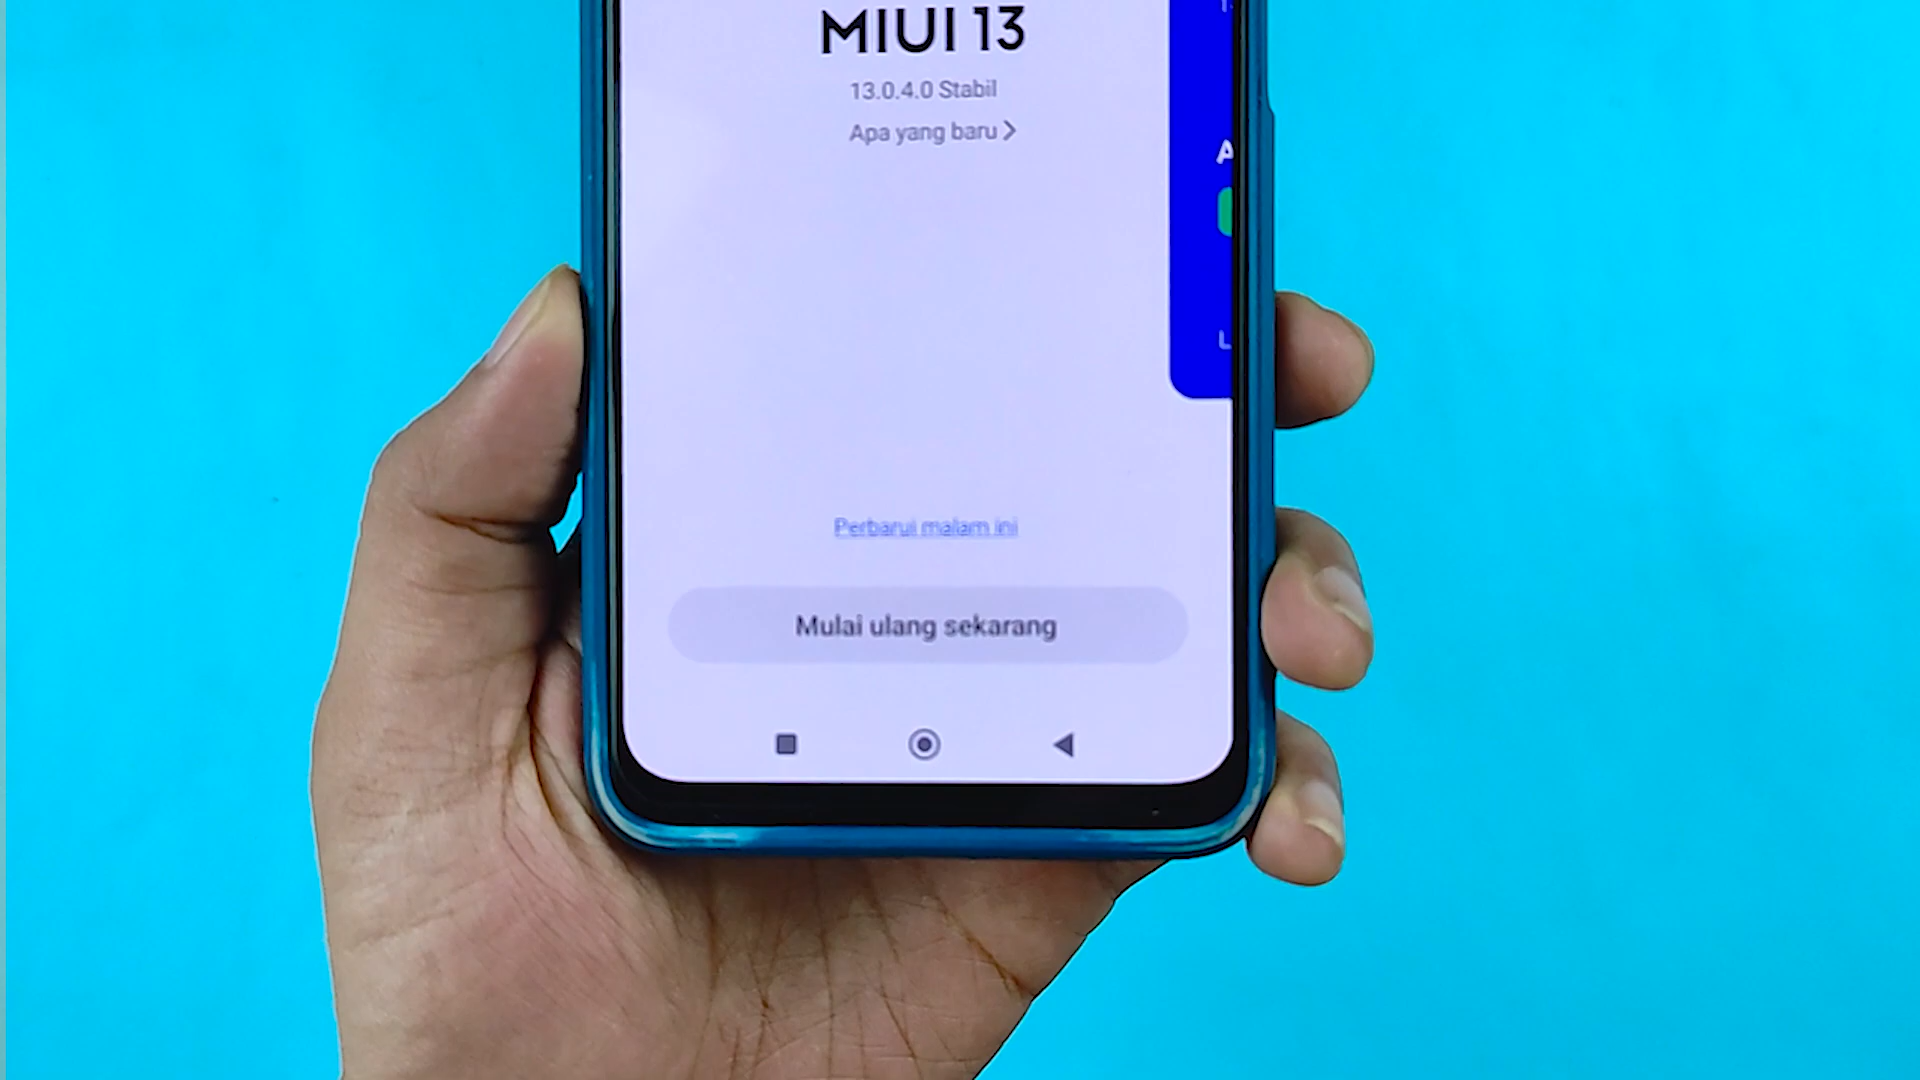 MIUI 13
13.0.4.0 Stabil
Apa yang baru
Perbarui malam ini
Mulai ulang sekarang